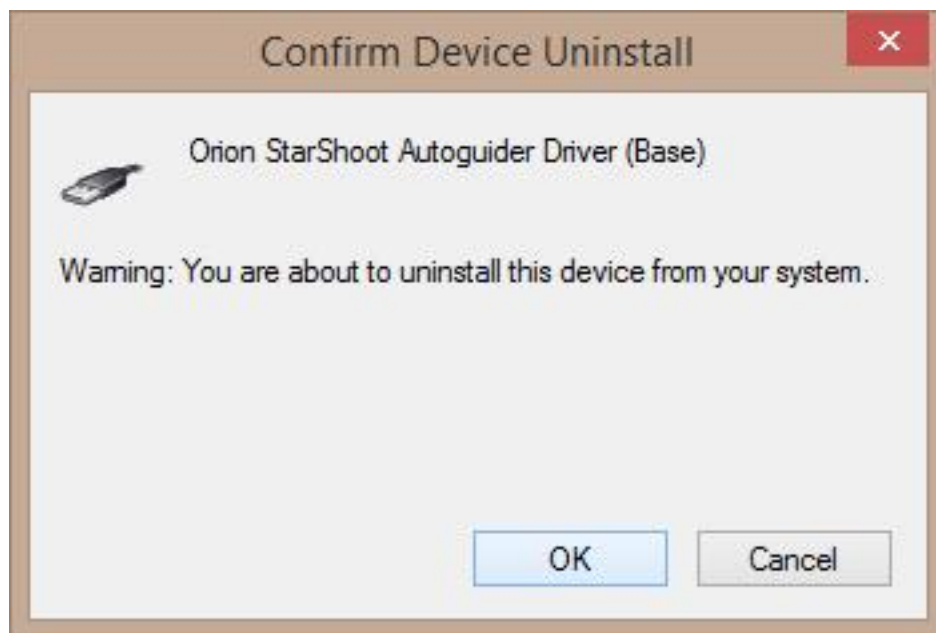 Confirm Device Uninstall
Orion StarShoot Autoguider Driver (Base)
Warning: You are about to uninstall this device from your system.
OK
Cancel